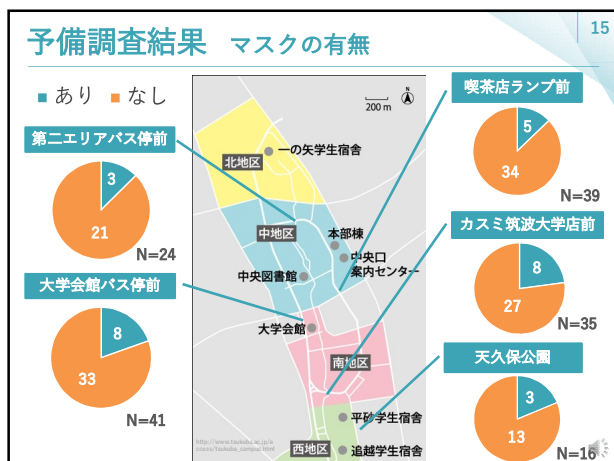 15
予備調査結果 マスクの有無
■ あり ■ なし
第二エリアバス停前
3
21
N=24
大学会館バス停前
8
33
N=41
喫茶店ランプ前
5
34
N=39
カスミ筑波大学店前
8
27
N=35
天久保公園
3
13
N=16
200 m
N
一の矢学生宿舎
北地区
中地区
本部棟
中央口
案内センター
中央図書館
大学会館
南地区
平砂学生宿舎
西地区
追越学生宿舎